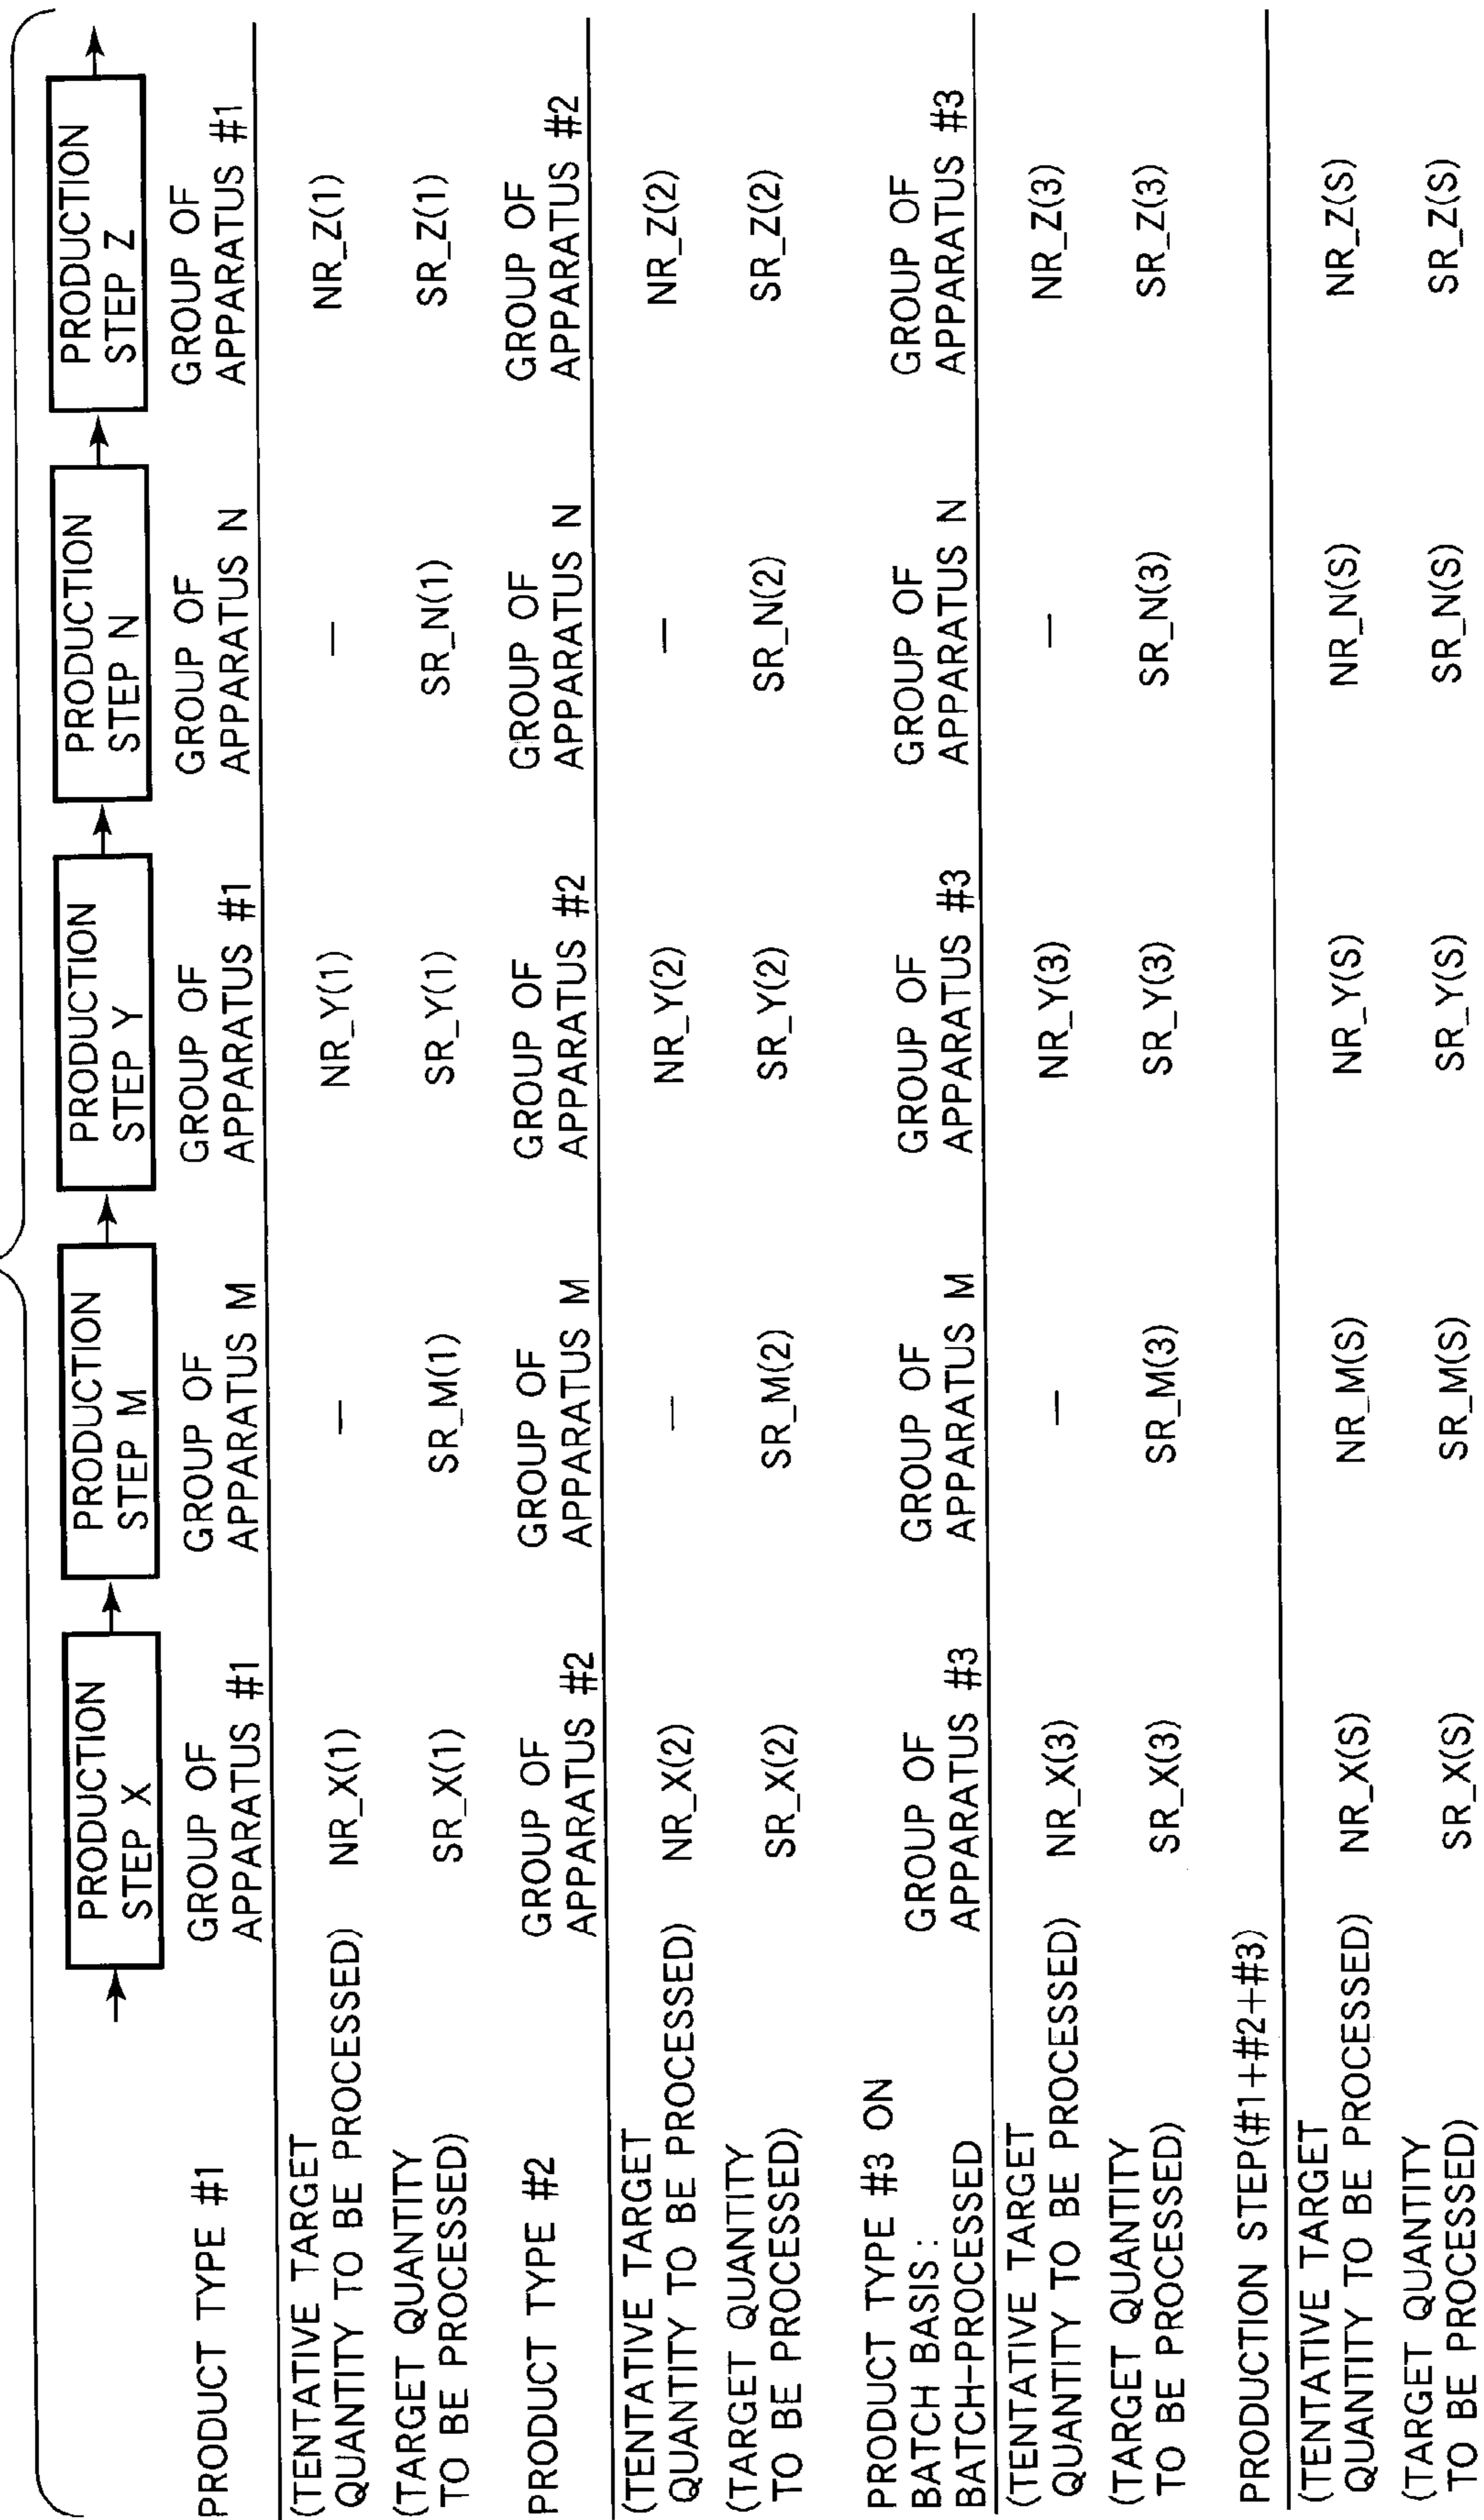 PRODUCTION
STEP X
PRODUCTION
STEP M
PRODUCTION
STEP Y
PRODUCTION
STEP N
PRODUCTION
STEP Z
PRODUCT TYPE #1
GROUP OF
APPARATUS #1
GROUP OF
APPARATUS M
GROUP OF
APPARATUS #1
GROUP OF
APPARATUS N
GROUP OF
APPARATUS #1
(TENTATIVE TARGET
QUANTITY TO BE PROCESSED) NR_X(1) — NR_Y(1) — NR_Z(1)
(TARGET QUANTITY
TO BE PROCESSED) SR_X(1) SR_M(1) SR_Y(1) SR_N(1) SR_Z(1)
PRODUCT TYPE #2
GROUP OF
APPARATUS #2
GROUP OF
APPARATUS M
GROUP OF
APPARATUS #2
GROUP OF
APPARATUS N
GROUP OF
APPARATUS #2
(TENTATIVE TARGET
QUANTITY TO BE PROCESSED) NR_X(2) — NR_Y(2) — NR_Z(2)
(TARGET QUANTITY
TO BE PROCESSED) SR_X(2) SR_M(2) SR_Y(2) SR_N(2) SR_Z(2)
PRODUCT TYPE #3 ON
BATCH BASIS:
BATCH-PROCESSED
GROUP OF
APPARATUS #3
GROUP OF
APPARATUS M
GROUP OF
APPARATUS #3
GROUP OF
APPARATUS N
GROUP OF
APPARATUS #3
(TENTATIVE TARGET
QUANTITY TO BE PROCESSED) NR_X(3) — NR_Y(3) — NR_Z(3)
(TARGET QUANTITY
TO BE PROCESSED) SR_X(3) SR_M(3) SR_Y(3) SR_N(3) SR_Z(3)
PRODUCTION STEP(#1+#2+#3)
(TENTATIVE TARGET
QUANTITY TO BE PROCESSED) NR_X(S) NR_M(S) NR_Y(S) NR_N(S) NR_Z(S)
(TARGET QUANTITY
TO BE PROCESSED) SR_X(S) SR_M(S) SR_Y(S) SR_N(S) SR_Z(S)